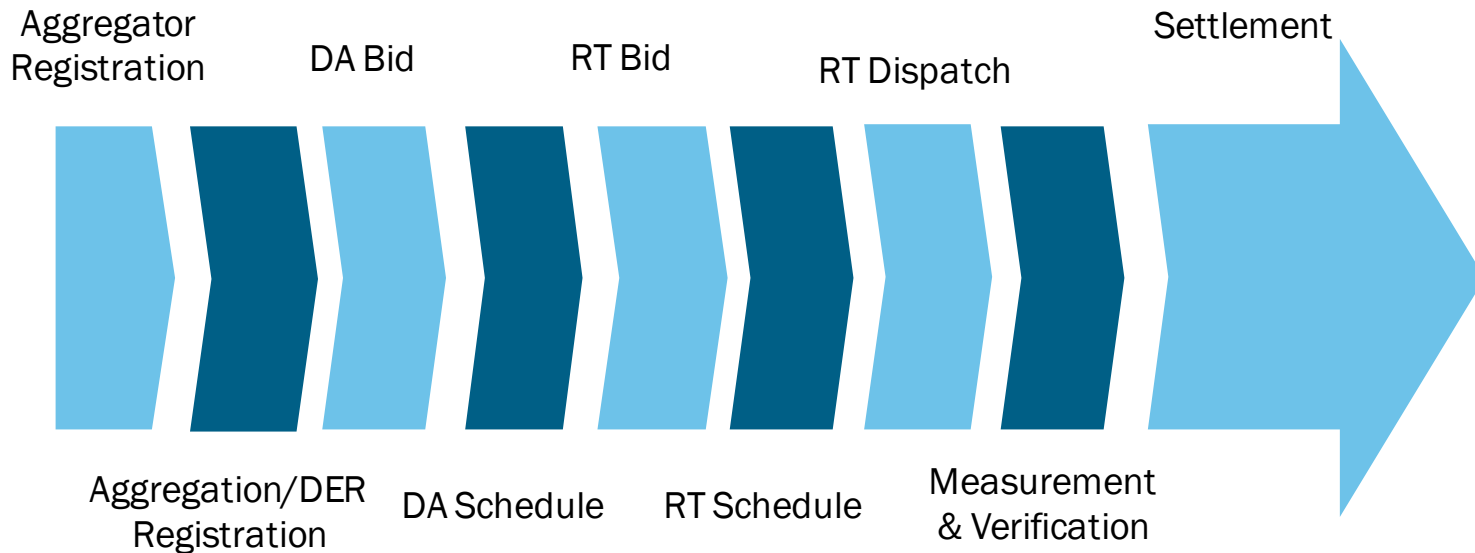 Aggregator
Registration
DA Bid
RT Bid
RT Dispatch
Settlement
Aggregation/DER
Registration
DA Schedule
RT Schedule
Measurement
& Verification